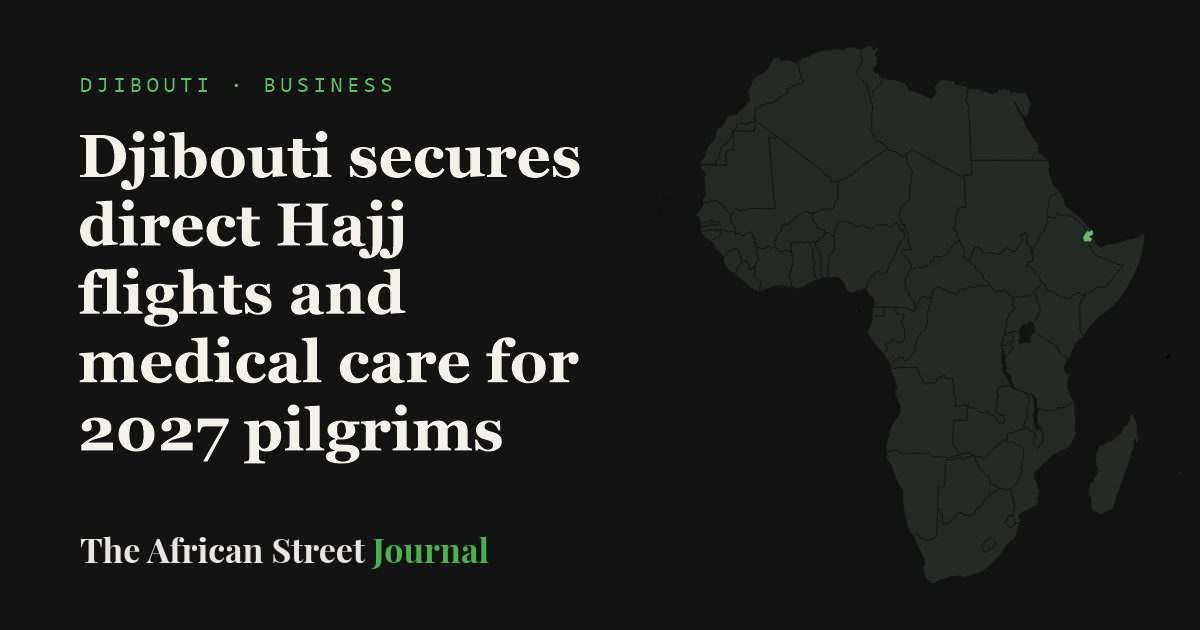 DJIBOUTI · BUSINESS
Djibouti secures
direct Hajj
flights and
medical care for
2027 pilgrims
The African Street Journal